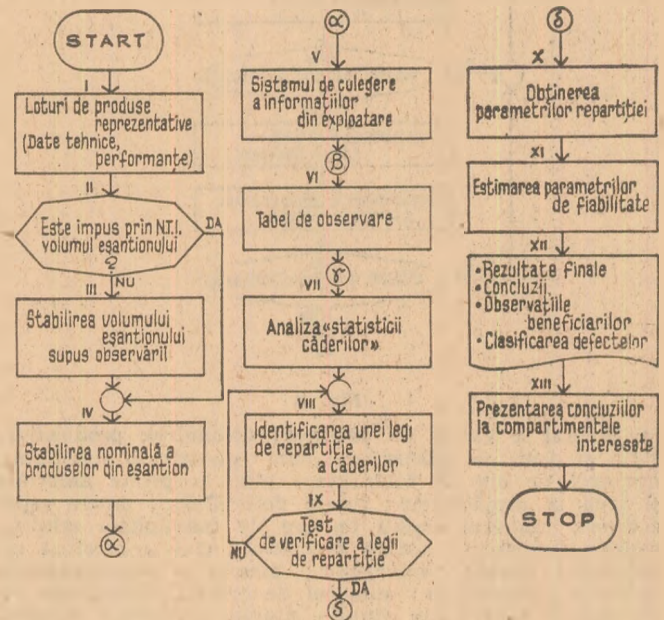 START
I
Loturi de produse
reprezentative
(Date tehnice,
performanțe)
II
Este impus prin N.T.I.
volumul eșantionului
?
DA
NU
III
Stabilirea volumului
eșantionului
supus observării
IV
Stabilirea nominală a
produselor din eșantion
α
α
V
Sistemul de culegere
a informațiilor
din exploatare
β
VI
Tabel de observare
γ
VII
Analiza «statisticii
căderilor»
VIII
Identificarea unei legi
de repartiție
a căderilor
IX
Test
de verificare a legii
de repartiție
NU
DA
δ
δ
X
Obținerea
parametrilor repartiției
XI
Estimarea parametrilor
de fiabilitate
XII
• Rezultate finale
• Concluzii
• Observațiile
beneficiarilor
• Clasificarea defectelor
XIII
Prezentarea concluziilor
la compartimentele
interesate
STOP